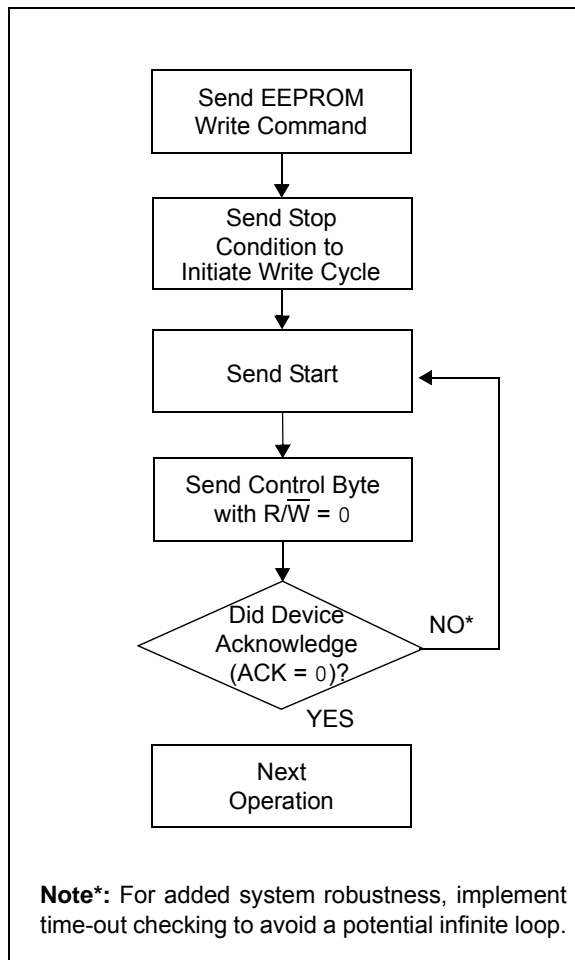 Send EEPROM
Write Command
Send Stop
Condition to
Initiate Write Cycle
Send Start
Send Control Byte
with R/W̅ = 0
Did Device
Acknowledge
(ACK = 0)?
NO*
YES
Next
Operation
Note*: For added system robustness, implement
time-out checking to avoid a potential infinite loop.